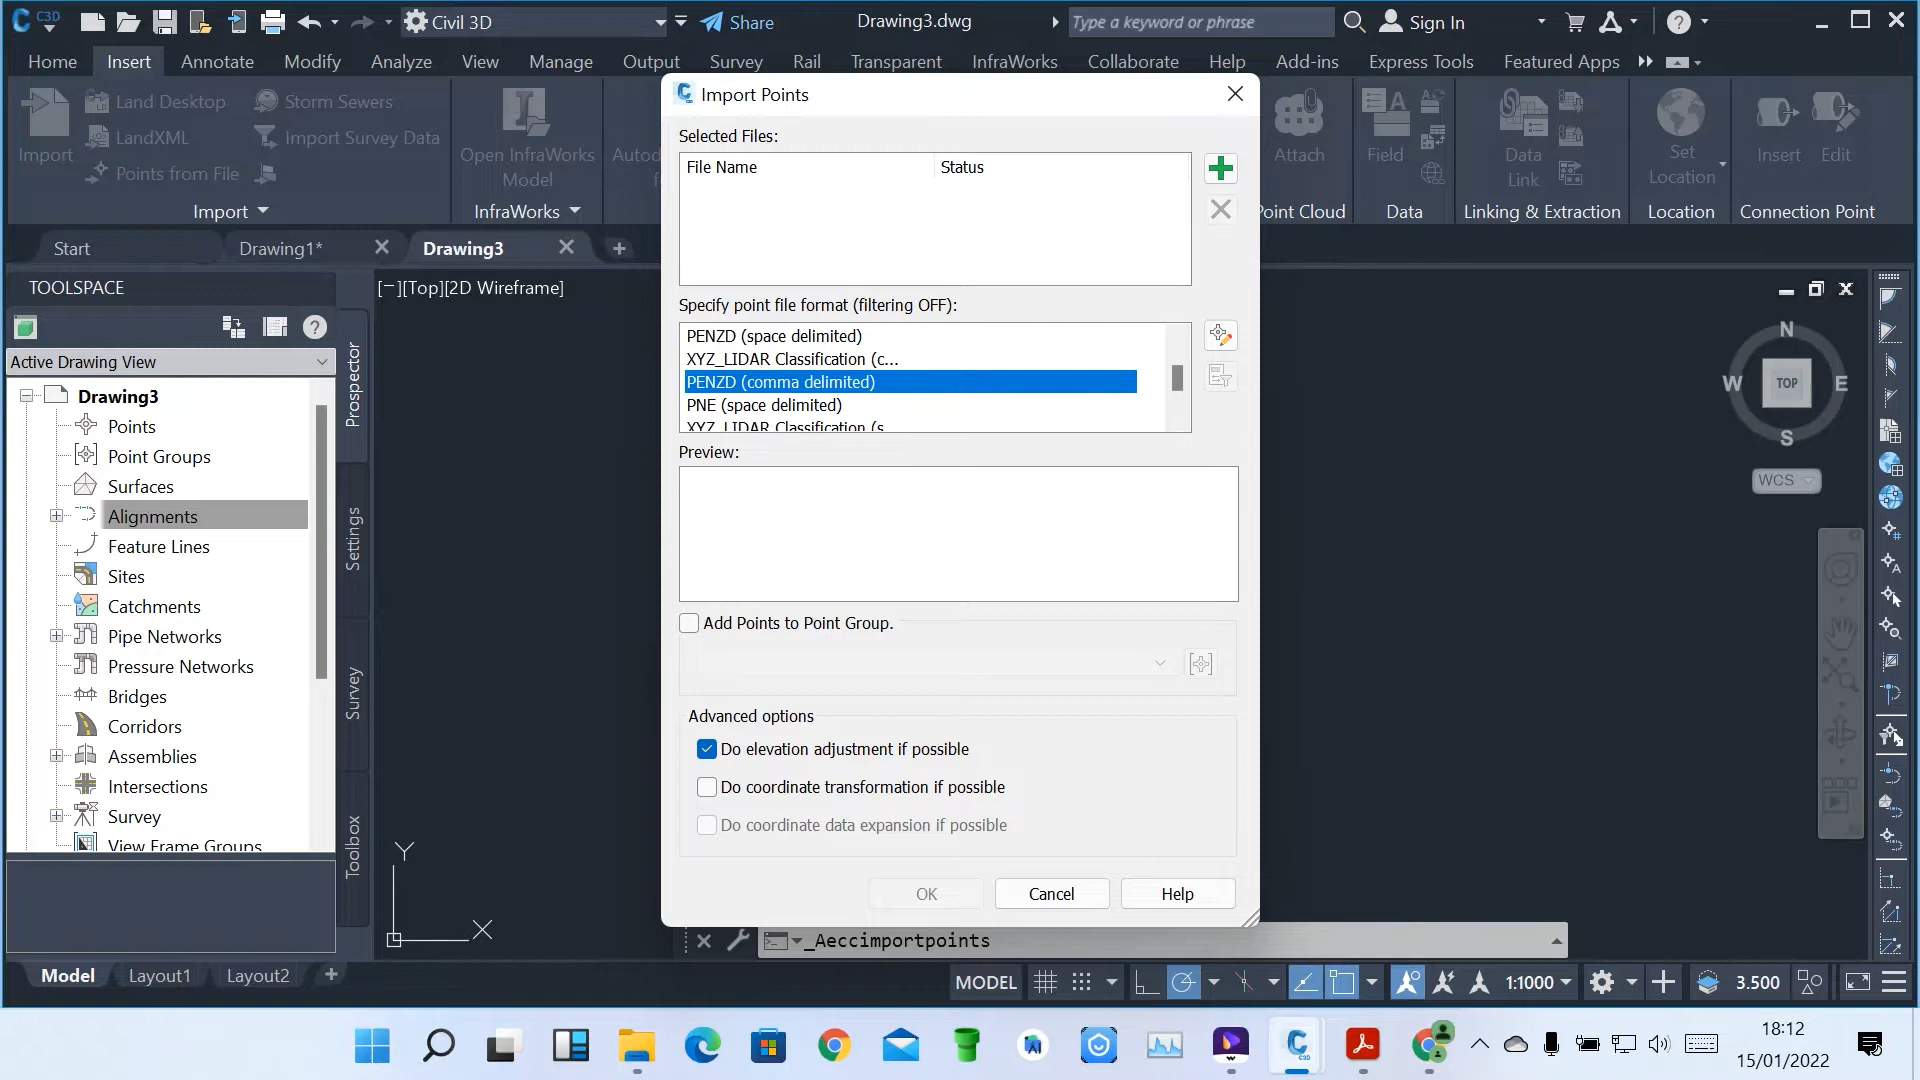 C3D
Civil 3D
Share
Drawing3.dwg
Type a keyword or phrase
Sign In
Home
Insert
Annotate
Modify
Analyze
View
Manage
Output
Survey
Rail
Transparent
InfraWorks
Collaborate
Help
Add-ins
Express Tools
Featured Apps
Import
Land Desktop
LandXML
Points from File
Storm Sewers
Import Survey Data
Import
Open InfraWorks
Model
InfraWorks
Attach
Point Cloud
Field
Data
Data
Link
Linking & Extraction
Set
Location
Location
Insert
Edit
Connection Point
Start
Drawing1*
Drawing3
TOOLSPACE
Active Drawing View
Drawing3
Points
Point Groups
Surfaces
Alignments
Feature Lines
Sites
Catchments
Pipe Networks
Pressure Networks
Bridges
Corridors
Assemblies
Intersections
Survey
View Frame Groups
Prospector
Settings
Survey
Toolbox
[−][Top][2D Wireframe]
Import Points
Selected Files:
File Name
Status
Specify point file format (filtering OFF):
PENZD (space delimited)
XYZ_LIDAR Classification (c...
PENZD (comma delimited)
PNE (space delimited)
XYZ_LIDAR Classification (s
Preview:
Add Points to Point Group.
Advanced options
Do elevation adjustment if possible
Do coordinate transformation if possible
Do coordinate data expansion if possible
OK
Cancel
Help
N
W
TOP
E
S
WCS
Y
X
_Aeccimportpoints
Model
Layout1
Layout2
MODEL
1:1000
3.500
18:12
15/01/2022